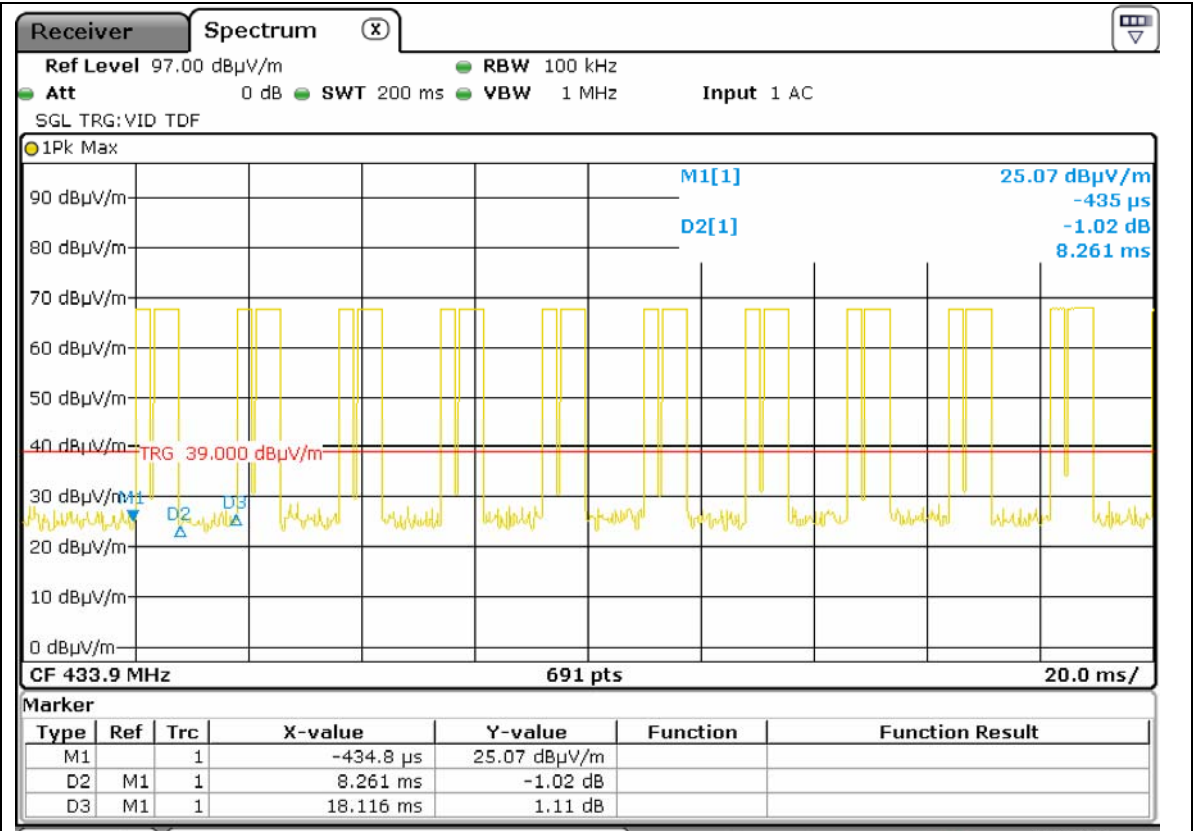 Receiver Spectrum X
Ref Level 97.00 dBµV/m RBW 100 kHz
Att 0 dB SWT 200 ms VBW 1 MHz Input 1 AC
SGL TRG:VID TDF
1Pk Max
M1[1] 25.07 dBµV/m
-435 µs
D2[1] -1.02 dB
8.261 ms
90 dBµV/m
80 dBµV/m
70 dBµV/m
60 dBµV/m
50 dBµV/m
40 dBµV/m
TRG 39.000 dBµV/m
30 dBµV/m
M1
D2
D3
20 dBµV/m
10 dBµV/m
0 dBµV/m
CF 433.9 MHz 691 pts 20.0 ms/
Marker
Type Ref Trc X-value Y-value Function Function Result
M1 1 -434.8 µs 25.07 dBµV/m
D2 M1 1 8.261 ms -1.02 dB
D3 M1 1 18.116 ms 1.11 dB